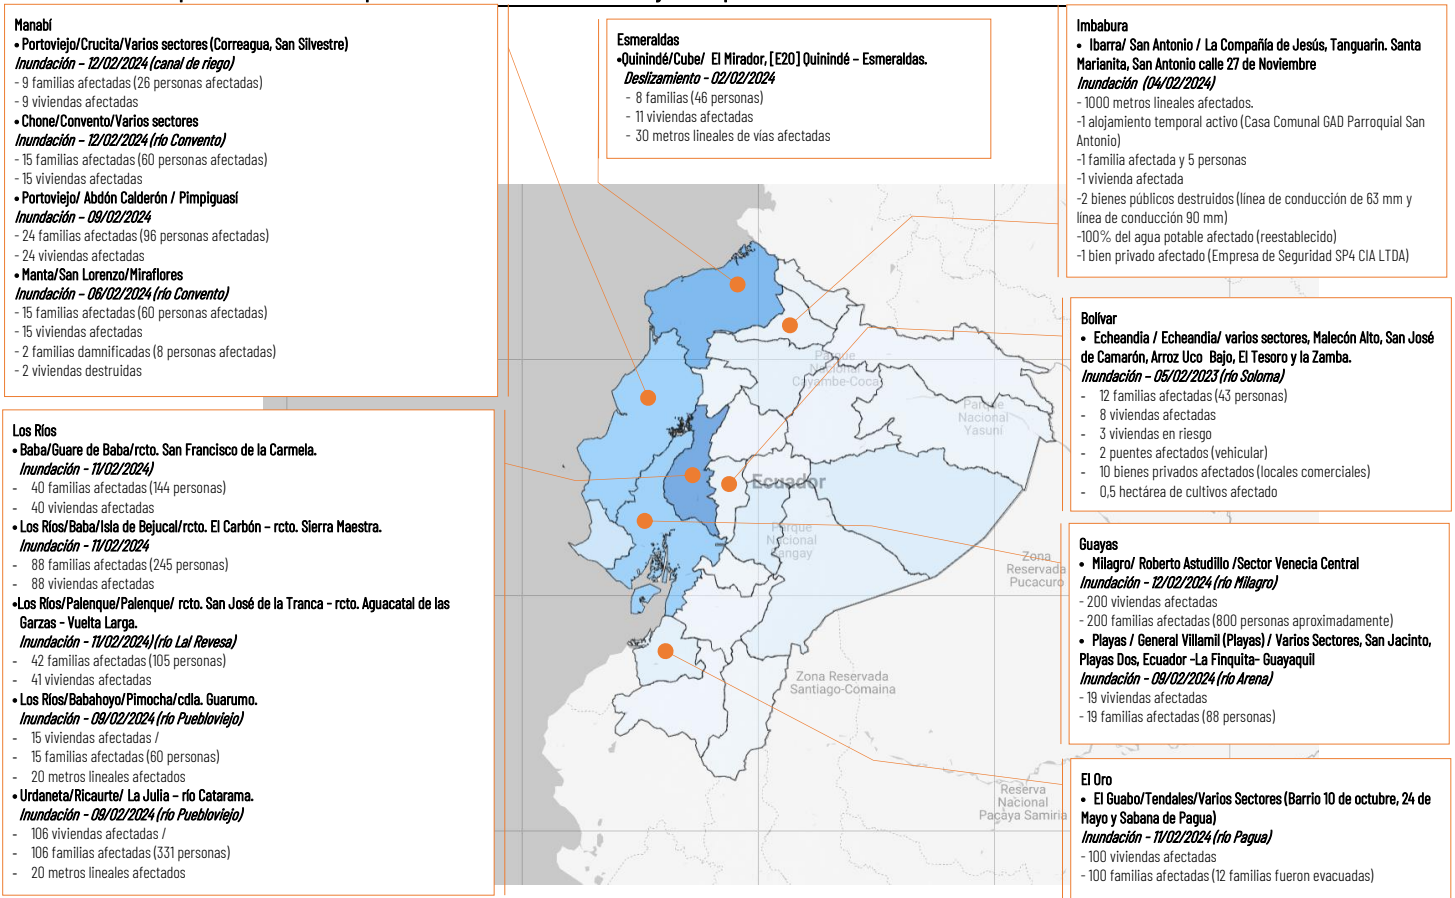 Manabí
• Portoviejo/Crucita/Varios sectores (Correagua, San Silvestre)
Inundación – 12/02/2024 (canal de riego)
- 9 familias afectadas (26 personas afectadas)
- 9 viviendas afectadas
• Chone/Convento/Varios sectores
Inundación – 12/02/2024 (río Convento)
- 15 familias afectadas (60 personas afectadas)
- 15 viviendas afectadas
• Portoviejo/ Abdón Calderón / Pimpiguasí
Inundación – 09/02/2024
- 24 familias afectadas (96 personas afectadas)
- 24 viviendas afectadas
• Manta/San Lorenzo/Miraflores
Inundación – 06/02/2024 (río Convento)
- 15 familias afectadas (60 personas afectadas)
- 15 viviendas afectadas
- 2 familias damnificadas (8 personas afectadas)
- 2 viviendas destruidas
Los Ríos
• Baba/Guare de Baba/rcto. San Francisco de la Carmela.
Inundación - 11/02/2024)
- 40 familias afectadas (144 personas)
- 40 viviendas afectadas
• Los Ríos/Baba/Isla de Bejucal/rcto. El Carbón – rcto. Sierra Maestra.
Inundación - 11/02/2024
- 88 familias afectadas (245 personas)
- 88 viviendas afectadas
•Los Ríos/Palenque/Palenque/ rcto. San José de la Tranca - rcto. Aguacatal de las
Garzas - Vuelta Larga.
Inundación - 11/02/2024)(río Lal Revesa)
- 42 familias afectadas (105 personas)
- 41 viviendas afectadas
• Los Ríos/Babahoyo/Pimocha/cdla. Guarumo.
Inundación - 09/02/2024 (río Puebloviejo)
- 15 viviendas afectadas /
- 15 familias afectadas (60 personas)
- 20 metros lineales afectados
• Urdaneta/Ricaurte/ La Julia – río Catarama.
Inundación - 09/02/2024 (río Puebloviejo)
- 106 viviendas afectadas /
- 106 familias afectadas (331 personas)
- 20 metros lineales afectados
Esmeraldas
•Quinindé/Cube/ El Mirador, [E20] Quinindé – Esmeraldas.
Deslizamiento - 02/02/2024
- 8 familias (46 personas)
- 11 viviendas afectadas
- 30 metros lineales de vías afectadas
Parque
Nacional
Cayambe-Coca
Parque
Nacional
Yasuní
Ecuador
Parque
Nacional
Sangay
Zona
Reservada
Pucacuro
Zona Reservada
Santiago-Comaina
Reserva
Nacional
Pacaya Samiria
Imbabura
• Ibarra/ San Antonio / La Compañía de Jesús, Tanguarin. Santa
Marianita, San Antonio calle 27 de Noviembre
Inundación (04/02/2024)
- 1000 metros lineales afectados.
-1 alojamiento temporal activo (Casa Comunal GAD Parroquial San
Antonio)
-1 familia afectada y 5 personas
-1 vivienda afectada
-2 bienes públicos destruidos (línea de conducción de 63 mm y
línea de conducción 90 mm)
-100% del agua potable afectado (reestablecido)
-1 bien privado afectado (Empresa de Seguridad SP4 CIA LTDA)
Bolívar
• Echeandia / Echeandia/ varios sectores, Malecón Alto, San José
de Camarón, Arroz Uco Bajo, El Tesoro y la Zamba.
Inundación – 05/02/2023 (río Soloma)
- 12 familias afectadas (43 personas)
- 8 viviendas afectadas
- 3 viviendas en riesgo
- 2 puentes afectados (vehicular)
- 10 bienes privados afectados (locales comerciales)
- 0,5 hectárea de cultivos afectado
Guayas
• Milagro/ Roberto Astudillo /Sector Venecia Central
Inundación - 12/02/2024 (río Milagro)
- 200 viviendas afectadas
- 200 familias afectadas (800 personas aproximadamente)
• Playas / General Villamil (Playas) / Varios Sectores, San Jacinto,
Playas Dos, Ecuador -La Finquita- Guayaquil
Inundación - 09/02/2024 (río Arena)
- 19 viviendas afectadas
- 19 familias afectadas (88 personas)
El Oro
• El Guabo/Tendales/Varios Sectores (Barrio 10 de octubre, 24 de
Mayo y Sabana de Pagua)
Inundación - 11/02/2024 (río Pagua)
- 100 viviendas afectadas
- 100 familias afectadas (12 familias fueron evacuadas)